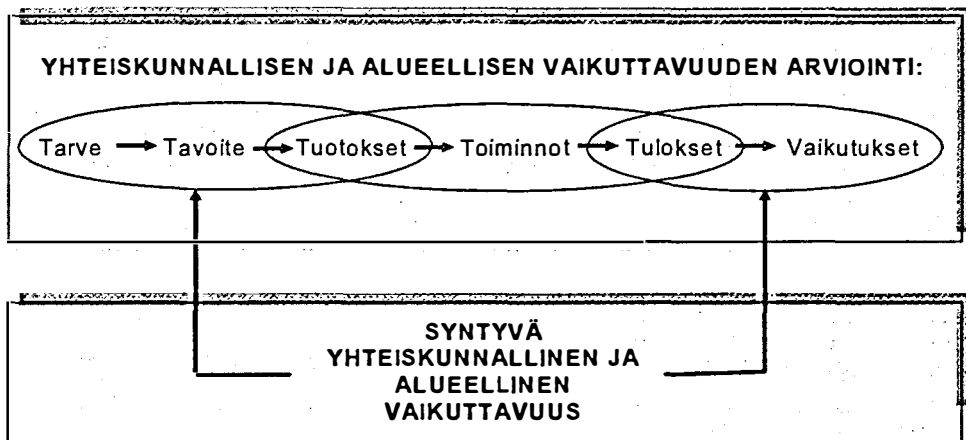 YHTEISKUNNALLISEN JA ALUEELLISEN VAIKUTTAVUUDEN ARVIOINTI:
Tarve Tavoite Tuotokset Toiminnot Tulokset Vaikutukset
SYNTYVÄ
YHTEISKUNNALLINEN JA
ALUEELLINEN
VAIKUTTAVUUS